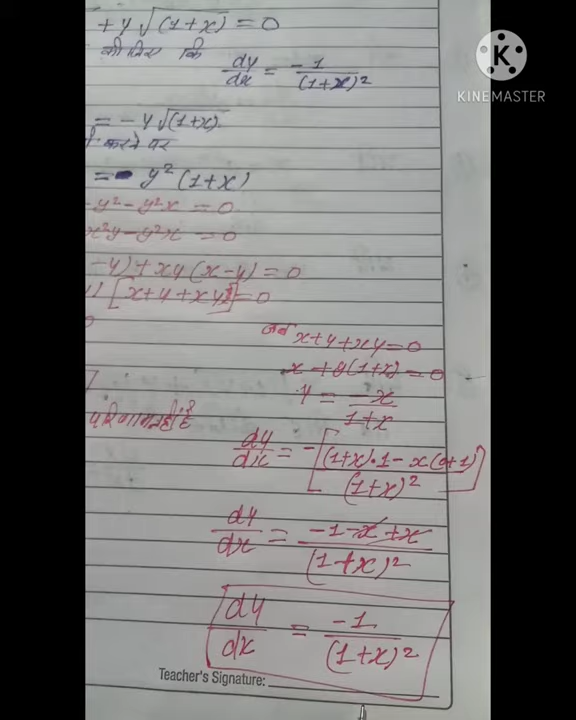 + y√(1+x) = 0
KINEMASTER
कि dy/dx = -1/(1+x)²
= -y√(1+x)
करने पर
= y²(1+x)
-y² - y²x = 0
x²y - y²x = 0
-y) + xy(x-y) = 0
[x+y+xy] = 0
x+y+xy=0
x + y(1+x) = 0
y = -x/1+x
dy/dx = -[(1+x)·1 - x(0+1)/(1+x)²]
dy/dx = -1-x+x/(1+x)²
dy/dx = -1/(1+x)²
Teacher's Signature: